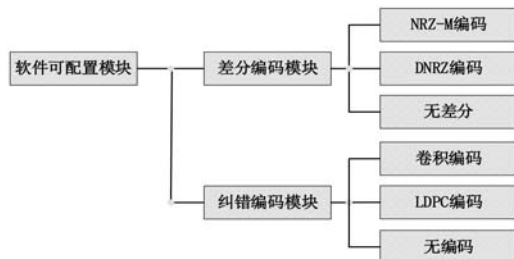 NRZ-M编码
软件可配置模块
差分编码模块
DNRZ编码
无差分
卷积编码
纠错编码模块
LDPC编码
无编码